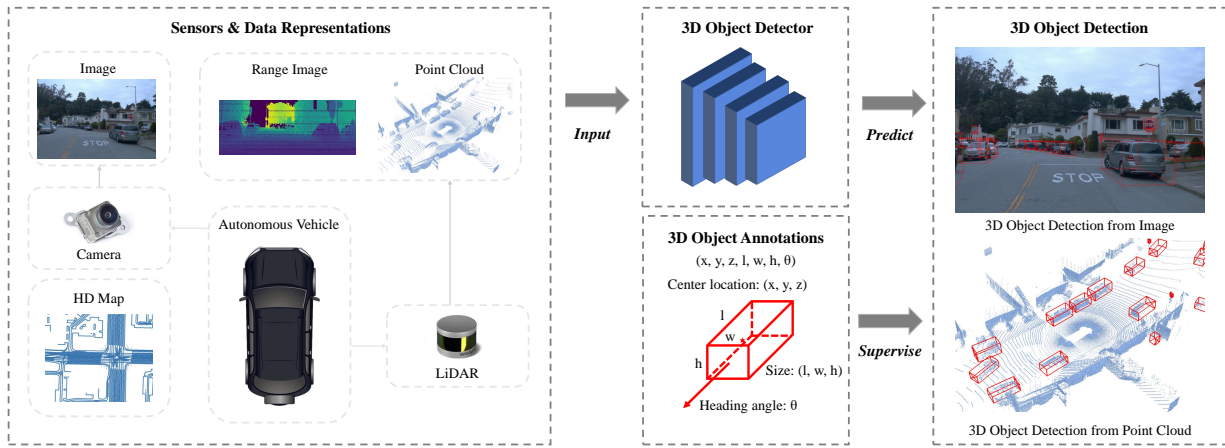 Sensors & Data Representations
Image
Range Image
Point Cloud
STOP
Camera
Autonomous Vehicle
HD Map
LiDAR
Input
3D Object Detector
Predict
3D Object Annotations
(x, y, z, l, w, h, θ)
Center location: (x, y, z)
l
w
h
Size: (l, w, h)
Heading angle: θ
Supervise
3D Object Detection
STOP
3D Object Detection from Image
3D Object Detection from Point Cloud